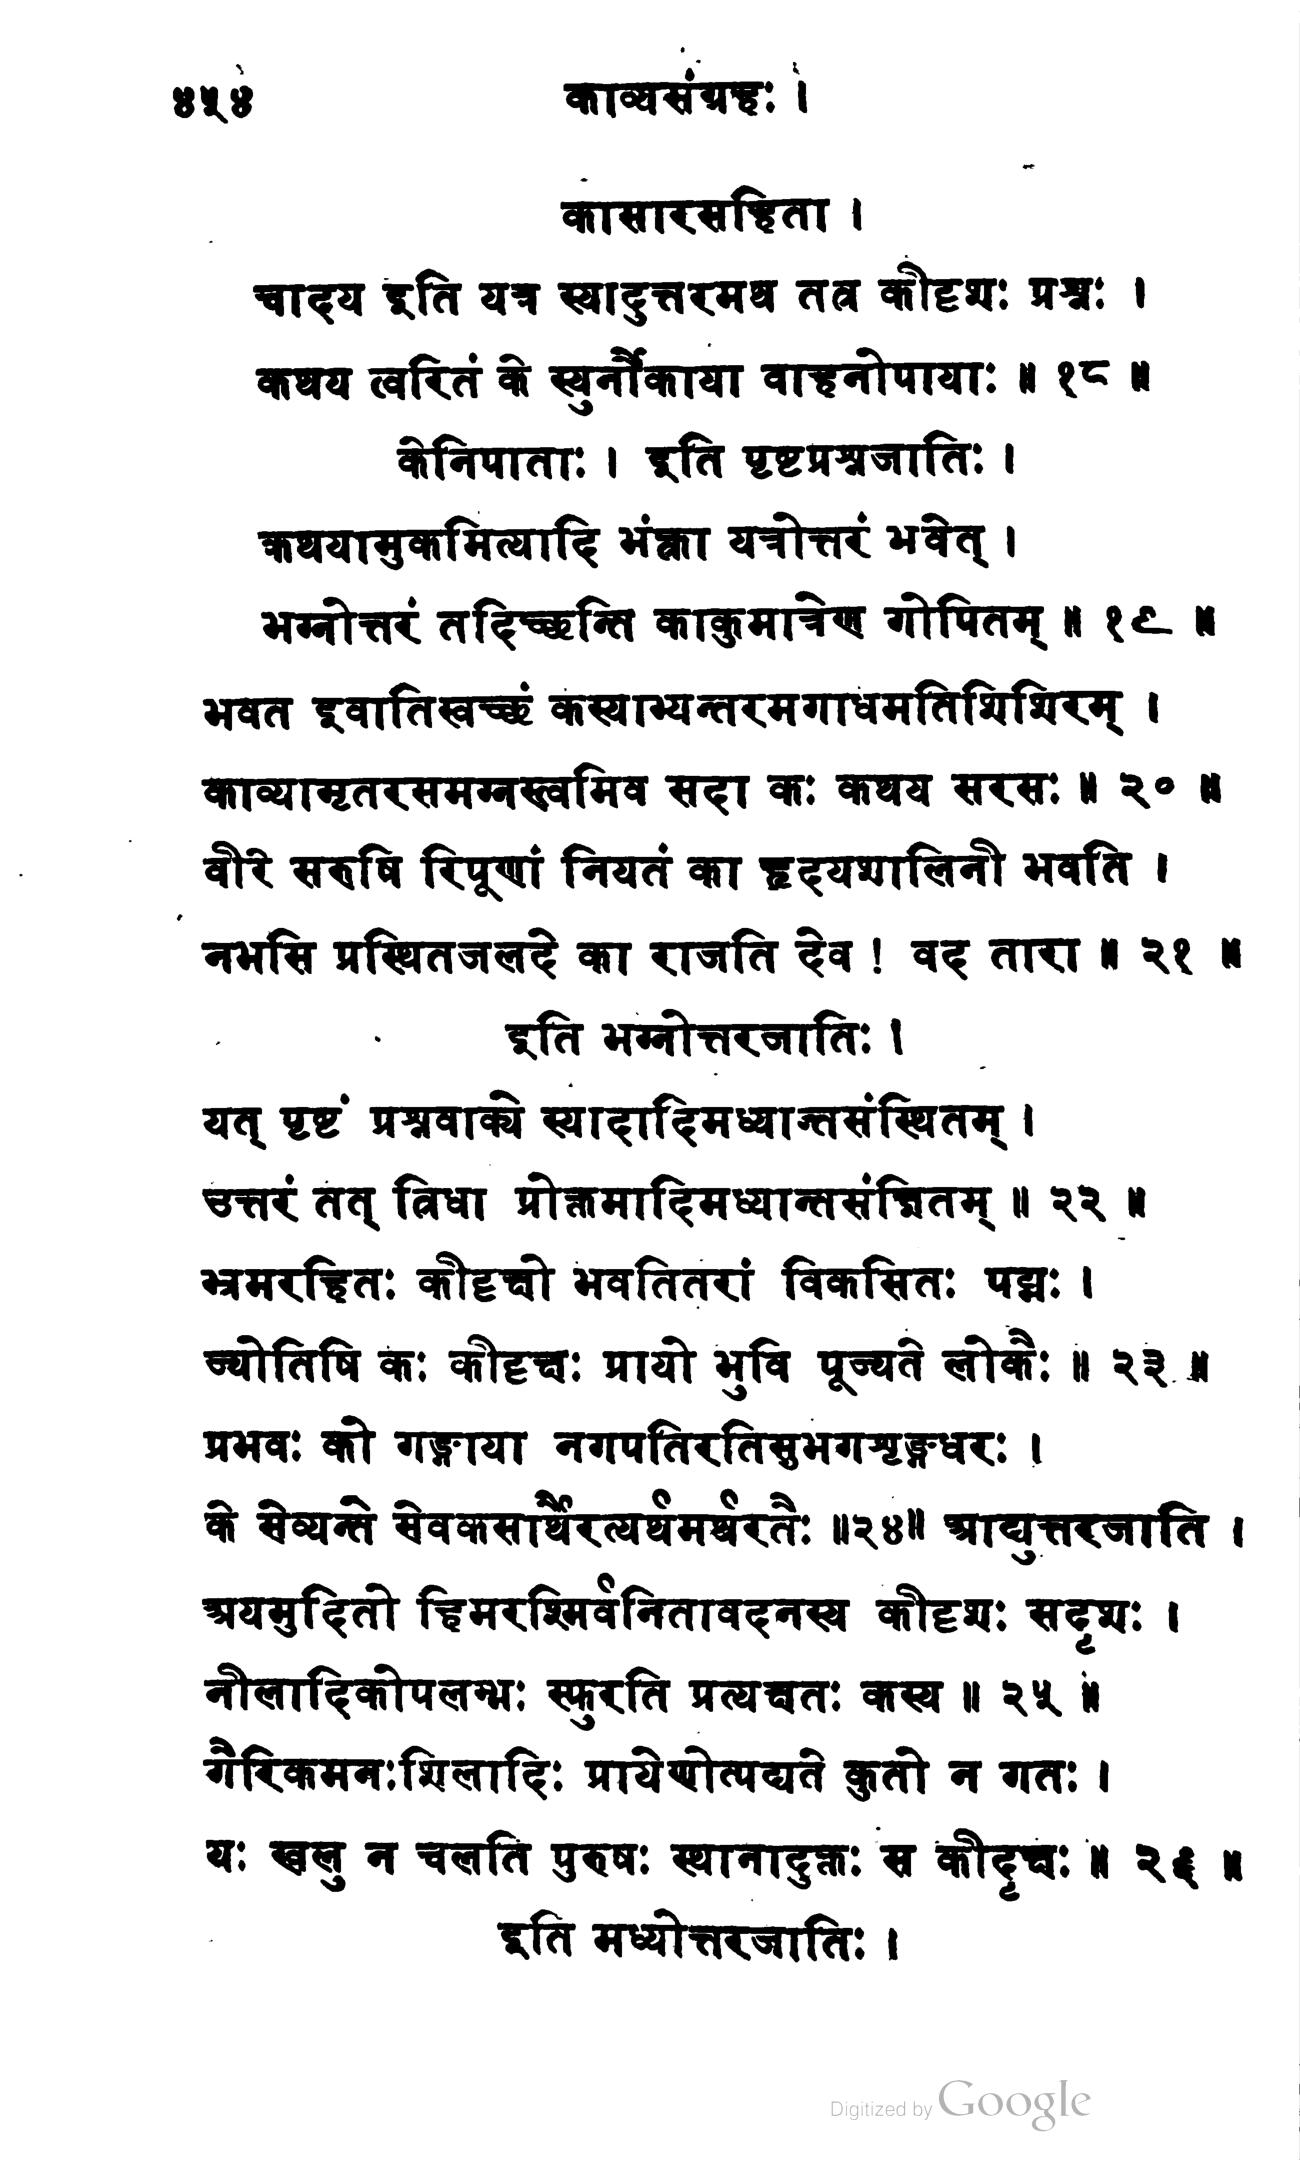 ४५४ काव्यसंग्रहः ।
कासारसहिता ।
चादय इति यत्र स्यादुत्तरमथ तत्र कीदृशः प्रश्नः ।
कथय त्वरितं के स्युर्नौकाया वाहनोपायाः ॥ १८ ॥
केनिपाताः । इति पृष्टप्रश्नजातिः ।
कथयामुकमित्यादि भंक्त्वा यत्रोत्तरं भवेत् ।
भग्नोत्तरं तदिच्छन्ति काकुमात्रेण गोपितम् ॥ १९ ॥
भवत इवातिस्वच्छं कस्याभ्यन्तरमगाधमतिशिशिरम् ।
काव्यामृतरसमग्नस्त्वमिव सदा कः कथय सरसः ॥ २० ॥
वीरे सरुषि रिपूणां नियतं का हृदयशालिनी भवति ।
नभसि प्रस्थितजलदे का राजति देव ! वद तारा ॥ २१ ॥
इति भग्नोत्तरजातिः ।
यत् पृष्टं प्रश्नवाक्ये स्यादादिमध्यान्तसंस्थितम् ।
उत्तरं तत् त्रिधा प्रोक्तमादिमध्यान्तसंज्ञितम् ॥ २२ ॥
भ्रमरहितः कीदृक्षो भवतितरां विकसितः पद्मः ।
ज्योतिषि कः कीदृक्षः प्रायो भुवि पूज्यते लोकैः ॥ २३ ॥
प्रभवः को गङ्गाया नगपतिरतिसुभगशृङ्गधरः ।
के सेव्यन्ते सेवकसार्थैरत्यर्थमर्थरतैः ॥२४॥ आद्युत्तरजाति ।
अयमुदितो हिमरश्मिर्वनितावदनस्य कीदृशः सदृशः ।
नीलादिकोपलम्भः स्फुरति प्रत्यक्षतः कस्य ॥ २५ ॥
गैरिकमनःशिलादिः प्रायेणोत्पद्यते कुतो न गतः ।
यः खलु न चलति पुरुषः स्थानादुक्तः स कीदृक्षः ॥ २६ ॥
इति मध्योत्तरजातिः ।
Digitized by Google